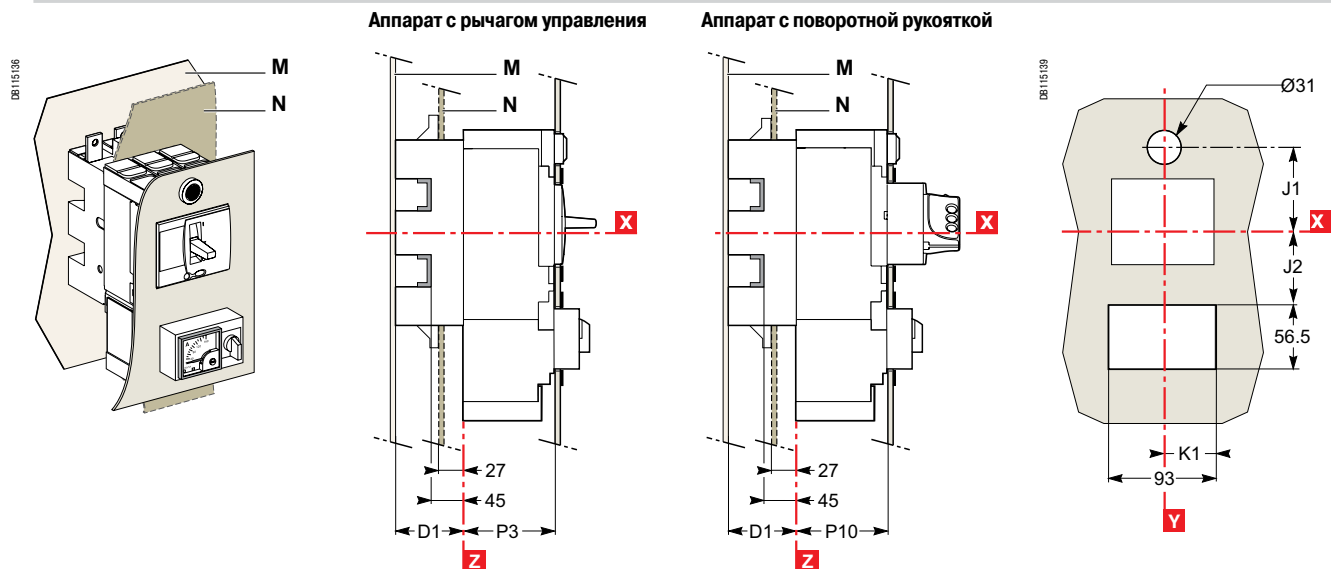 Аппарат с рычагом управления
Аппарат с поворотной рукояткой
DB115136
M
N
M
N
X
27
45
D1
P3
Z
M
N
X
27
45
D1
P10
Z
DB115139
Ø31
J1
X
J2
56.5
K1
93
Y